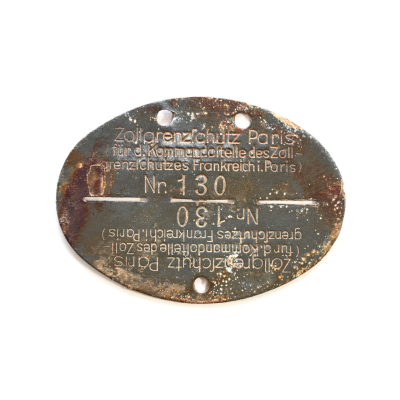 Zollgrenzschutz Paris
(für d. Kommandostelle des Zoll-
grenzschutzes Frankreich i. Paris)
Nr. 130
Nr. 130
grenzschutzes Frankreich i. Paris)
(für d. Kommandostelle des Zoll-
Zollgrenzschutz Paris